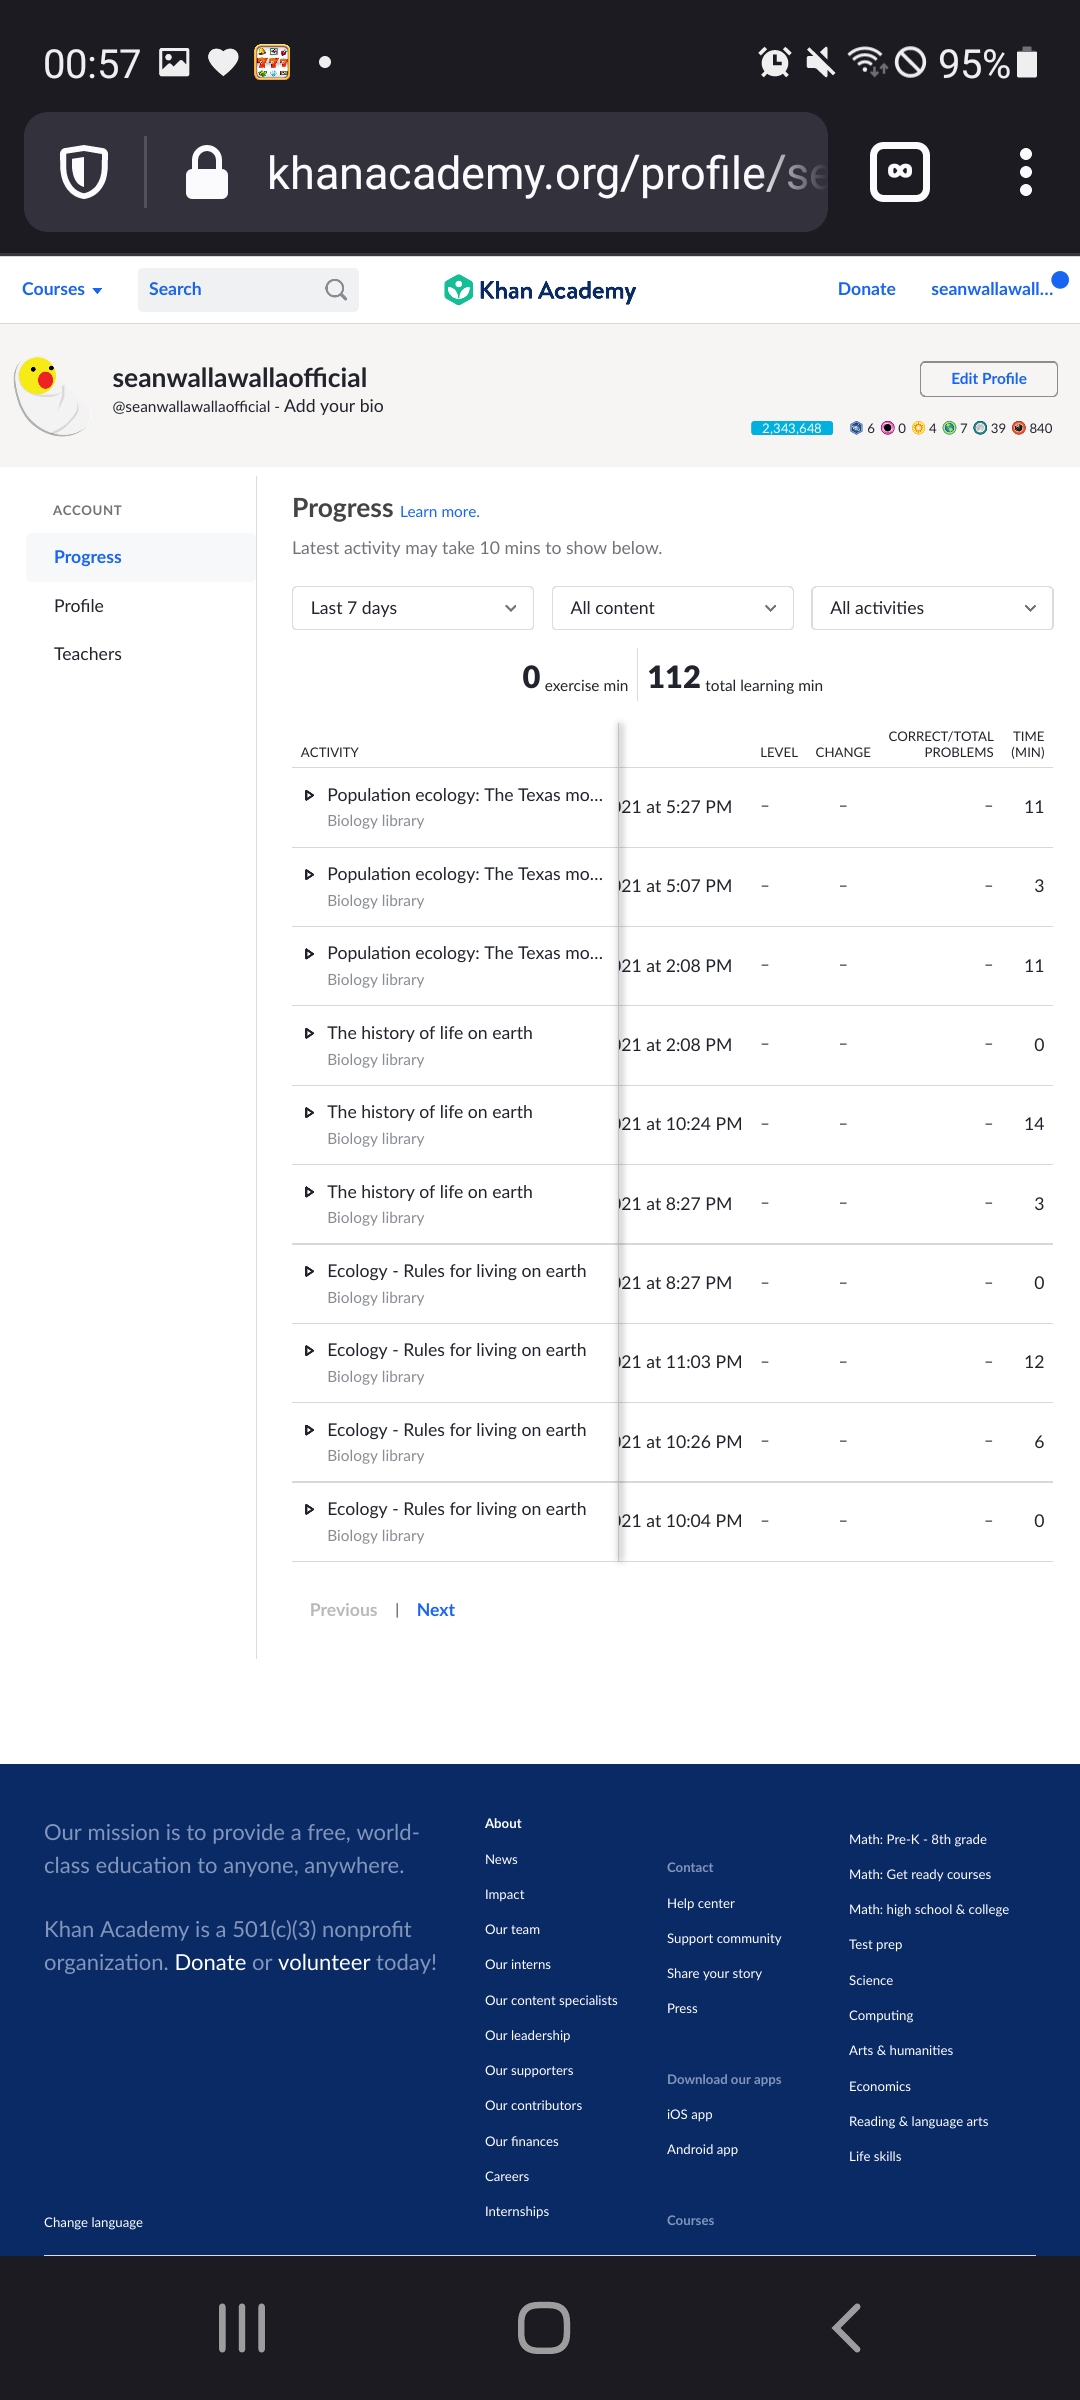 00:57
95%
khanacademy.org/profile/se
Courses
Search
Khan Academy
Donate
seanwallawall...
seanwallawallaofficial
@seanwallawallaofficial - Add your bio
Edit Profile
2,343,648 6 0 4 7 39 840
ACCOUNT
Progress
Profile
Teachers
Progress Learn more.
Latest activity may take 10 mins to show below.
Last 7 days
All content
All activities
0 exercise min
112 total learning min
ACTIVITY LEVEL CHANGE CORRECT/TOTAL PROBLEMS TIME (MIN)
Population ecology: The Texas mo... 21 at 5:27 PM – – – 11
Biology library
Population ecology: The Texas mo... 21 at 5:07 PM – – – 3
Biology library
Population ecology: The Texas mo... 21 at 2:08 PM – – – 11
Biology library
The history of life on earth 21 at 2:08 PM – – – 0
Biology library
The history of life on earth 21 at 10:24 PM – – – 14
Biology library
The history of life on earth 21 at 8:27 PM – – – 3
Biology library
Ecology - Rules for living on earth 21 at 8:27 PM – – – 0
Biology library
Ecology - Rules for living on earth 21 at 11:03 PM – – – 12
Biology library
Ecology - Rules for living on earth 21 at 10:26 PM – – – 6
Biology library
Ecology - Rules for living on earth 21 at 10:04 PM – – – 0
Biology library
Previous | Next
Our mission is to provide a free, world-
class education to anyone, anywhere.
Khan Academy is a 501(c)(3) nonprofit
organization. Donate or volunteer today!
Change language
About
News
Impact
Our team
Our interns
Our content specialists
Our leadership
Our supporters
Our contributors
Our finances
Careers
Internships
Contact
Help center
Support community
Share your story
Press
Download our apps
iOS app
Android app
Courses
Math: Pre-K - 8th grade
Math: Get ready courses
Math: high school & college
Test prep
Science
Computing
Arts & humanities
Economics
Reading & language arts
Life skills